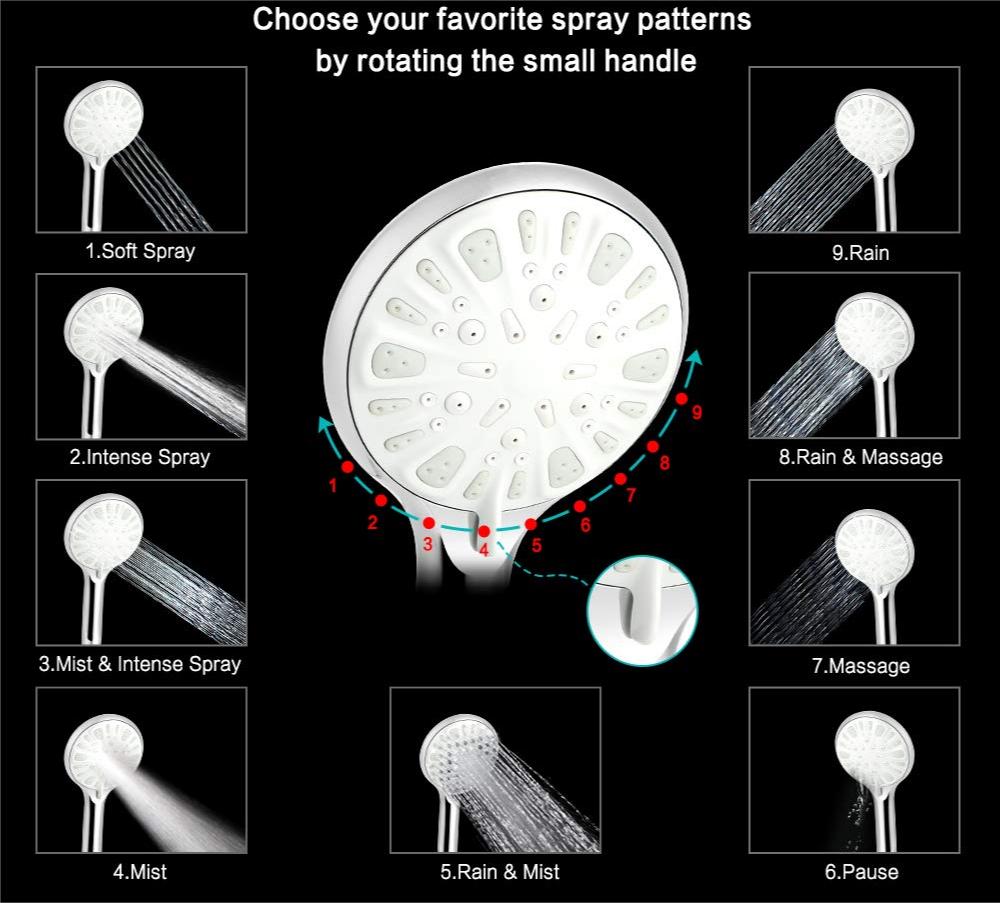 Choose your favorite spray patterns
by rotating the small handle
1.Soft Spray
9.Rain
2.Intense Spray
8.Rain & Massage
3.Mist & Intense Spray
7.Massage
4.Mist
5.Rain & Mist
6.Pause
1
2
3
4
5
6
7
8
9